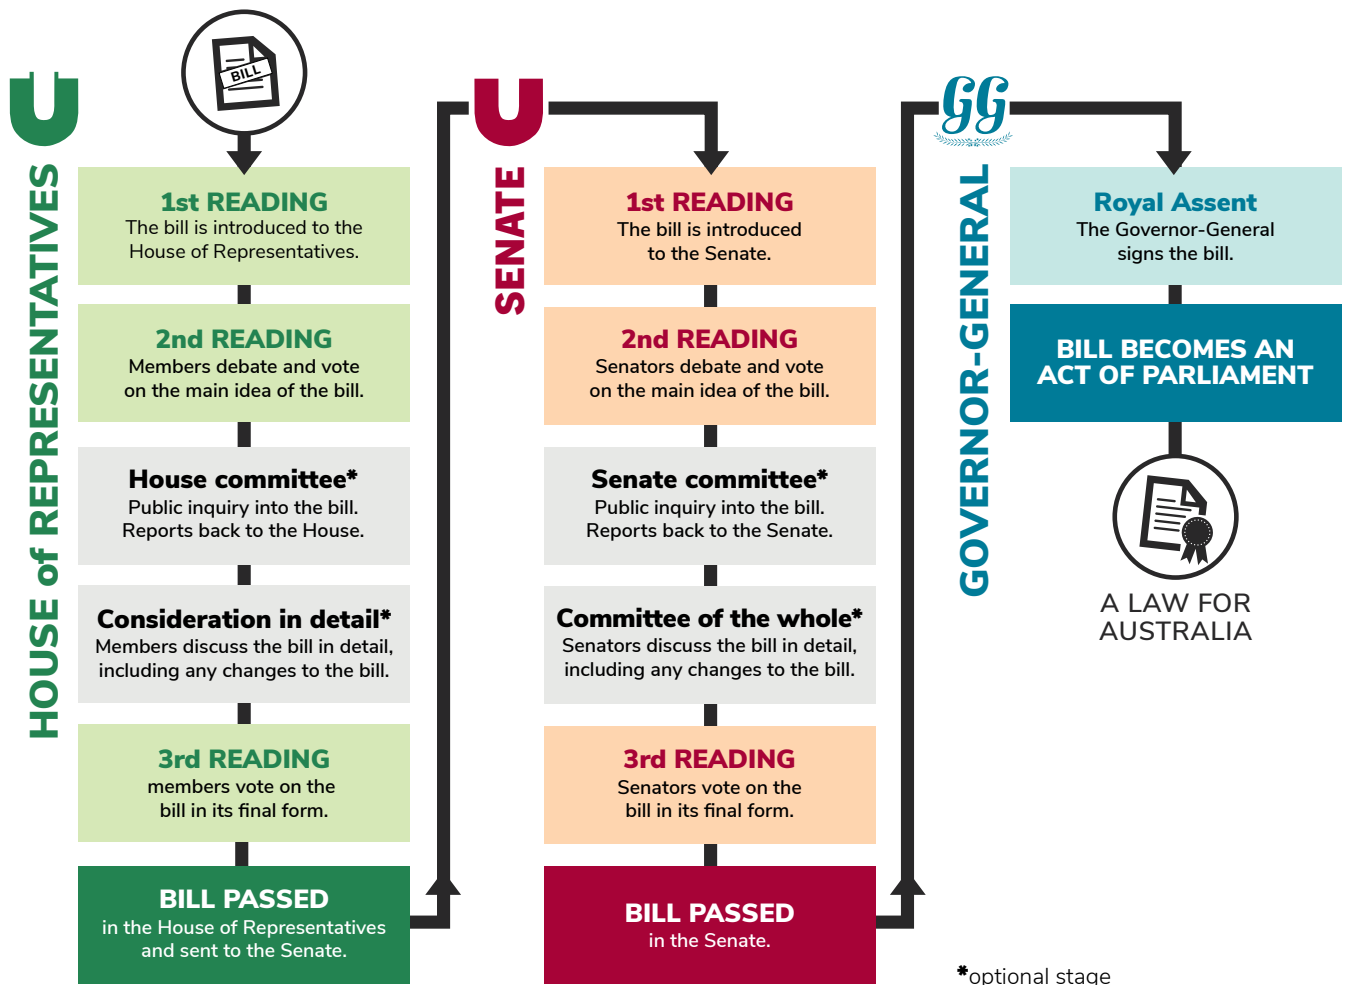 BILL
HOUSE of REPRESENTATIVES
1st READING
The bill is introduced to the
House of Representatives.
2nd READING
Members debate and vote
on the main idea of the bill.
House committee*
Public inquiry into the bill.
Reports back to the House.
Consideration in detail*
Members discuss the bill in detail,
including any changes to the bill.
3rd READING
members vote on the
bill in its final form.
BILL PASSED
in the House of Representatives
and sent to the Senate.
SENATE
1st READING
The bill is introduced
to the Senate.
2nd READING
Senators debate and vote
on the main idea of the bill.
Senate committee*
Public inquiry into the bill.
Reports back to the Senate.
Committee of the whole*
Senators discuss the bill in detail,
including any changes to the bill.
3rd READING
Senators vote on the
bill in its final form.
BILL PASSED
in the Senate.
GG
GOVERNOR-GENERAL
Royal Assent
The Governor-General
signs the bill.
BILL BECOMES AN
ACT OF PARLIAMENT
A LAW FOR
AUSTRALIA
*optional stage